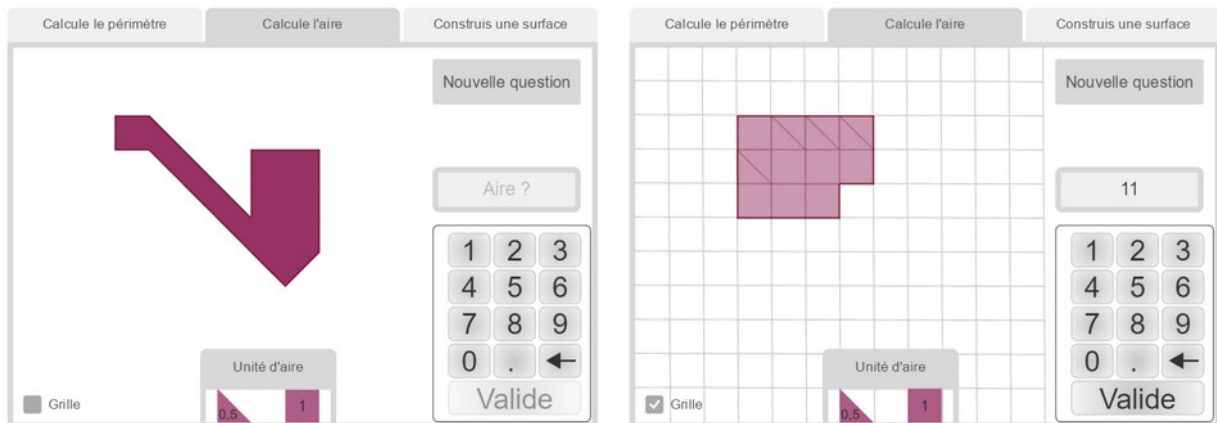 Calcule le périmètre
Calcule l'aire
Construis une surface
Nouvelle question
Aire ?
1 2 3
4 5 6
7 8 9
0 .
Valide
Unité d'aire
0,5 1
Grille
Calcule le périmètre
Calcule l'aire
Construis une surface
Nouvelle question
11
1 2 3
4 5 6
7 8 9
0 .
Valide
Unité d'aire
0,5 1
Grille